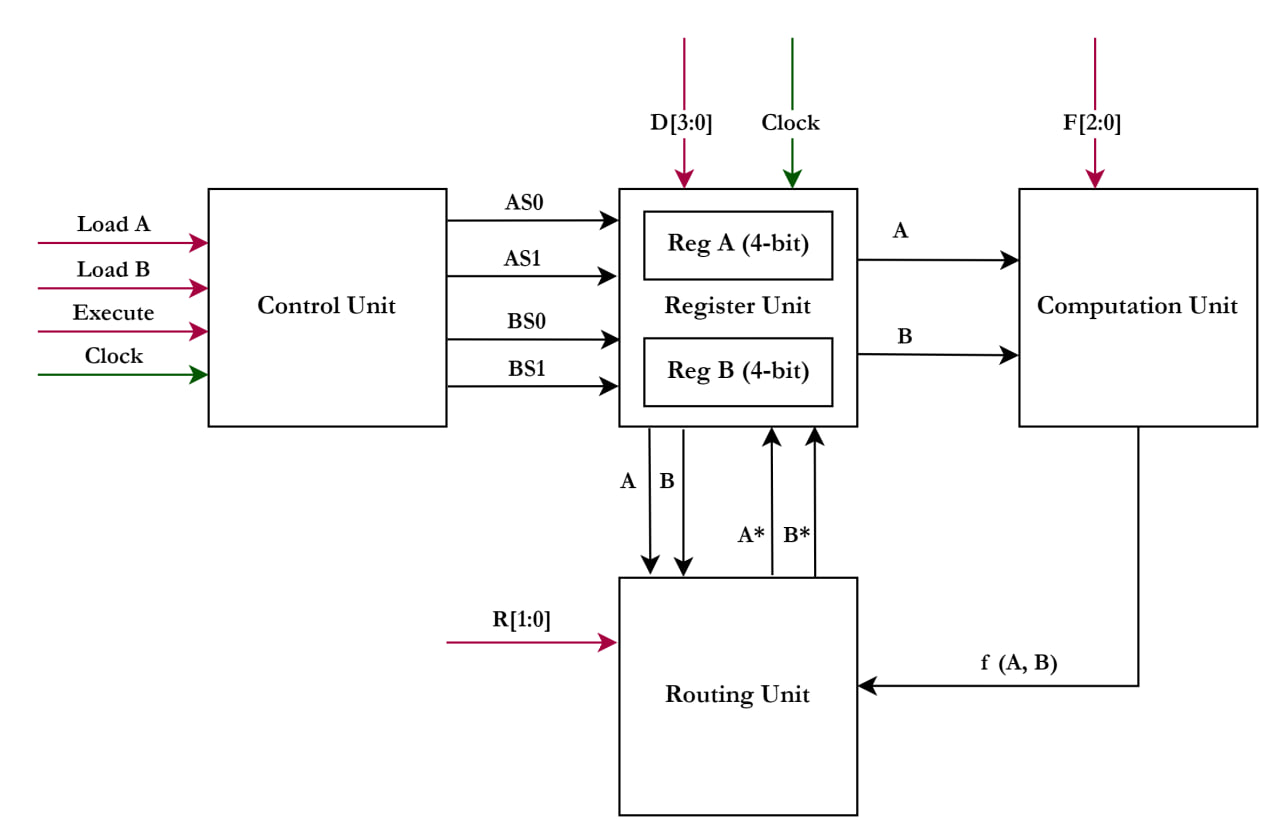 D[3:0]
Clock
F[2:0]
Load A
Load B
Execute
Clock
Control Unit
AS0
AS1
BS0
BS1
Reg A (4-bit)
Register Unit
Reg B (4-bit)
A
B
Computation Unit
A
B
A*
B*
R[1:0]
Routing Unit
f (A, B)